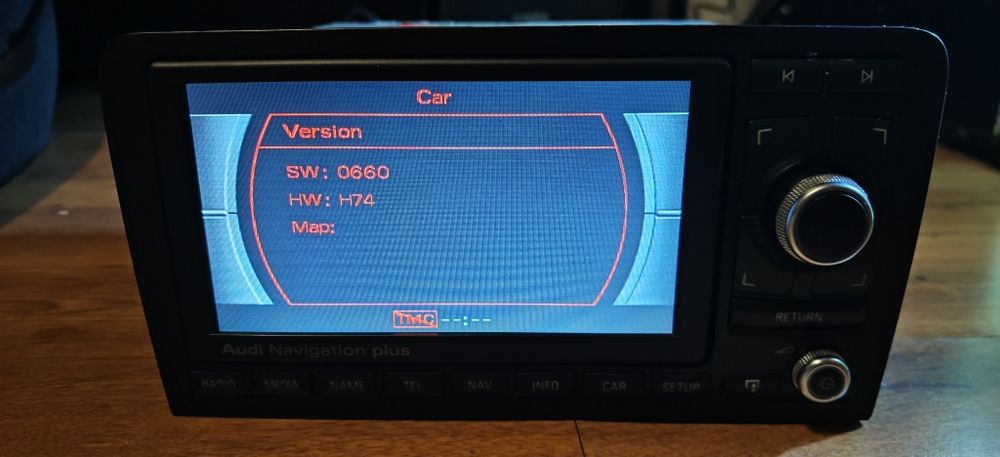 Car
Version
SW: 0660
HW: H74
Map:
TMC --:--
RETURN
Audi Navigation plus
RADIO MEDIA NAME TEL NAV INFO CAR SETUP